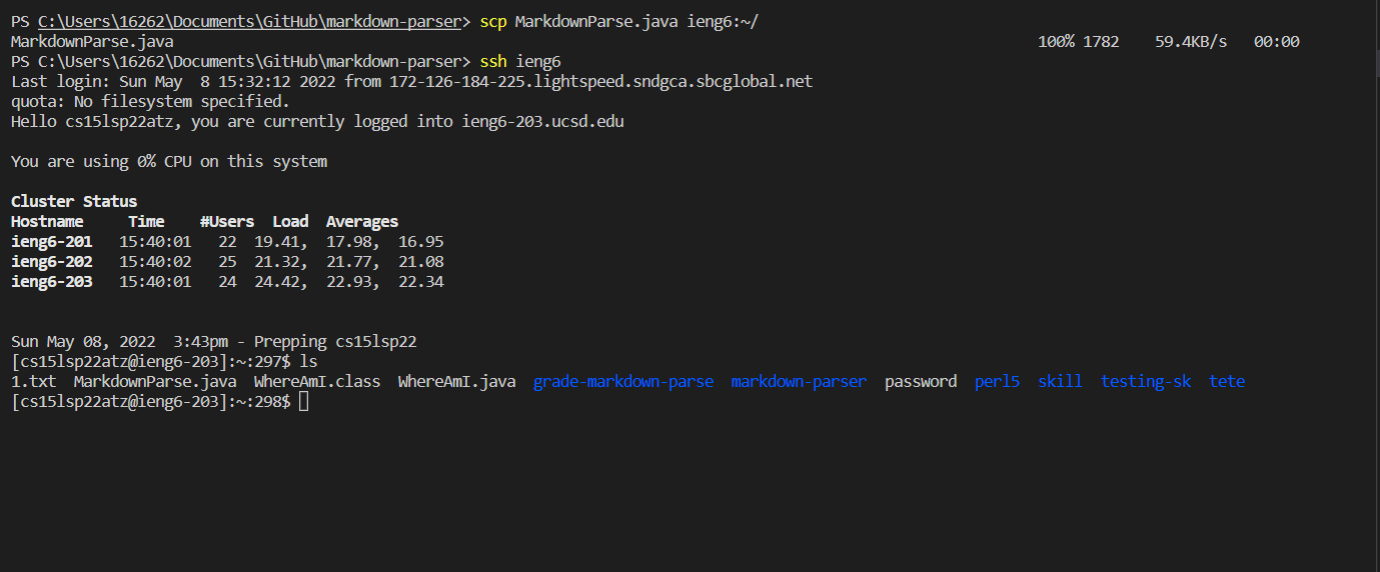 PS C:\Users\16262\Documents\GitHub\markdown-parser> scp MarkdownParse.java ieng6:~/
MarkdownParse.java 100% 1782 59.4KB/s 00:00
PS C:\Users\16262\Documents\GitHub\markdown-parser> ssh ieng6
Last login: Sun May  8 15:32:12 2022 from 172-126-184-225.lightspeed.sndgca.sbcglobal.net
quota: No filesystem specified.
Hello cs15lsp22atz, you are currently logged into ieng6-203.ucsd.edu
You are using 0% CPU on this system
Cluster Status
Hostname     Time    #Users  Load  Averages
ieng6-201   15:40:01   22  19.41,  17.98,  16.95
ieng6-202   15:40:02   25  21.32,  21.77,  21.08
ieng6-203   15:40:01   24  24.42,  22.93,  22.34
Sun May 08, 2022  3:43pm - Prepping cs15lsp22
[cs15lsp22atz@ieng6-203]:~:297$ ls
1.txt  MarkdownParse.java  WhereAmI.class  WhereAmI.java  grade-markdown-parse  markdown-parser  password  perl5  skill  testing-sk  tete
[cs15lsp22atz@ieng6-203]:~:298$